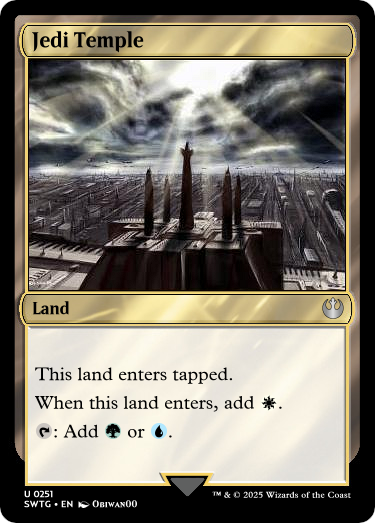 Jedi Temple
Land
This land enters tapped.
When this land enters, add .
: Add or .
U 0251
SWTG • EN Obiwan00
™ & © 2025 Wizards of the Coast